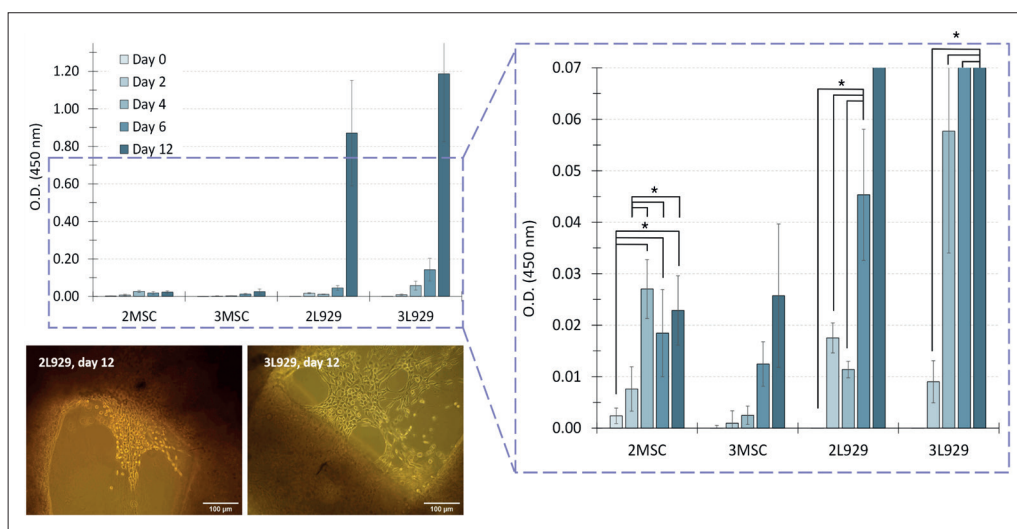 1.20
1.00
0.80
0.60
0.40
0.20
0.00
O.D. (450 nm)
Day 0
Day 2
Day 4
Day 6
Day 12
2MSC 3MSC 2L929 3L929
2L929, day 12
100 µm
3L929, day 12
100 µm
0.07
0.06
0.05
0.04
0.03
0.02
0.01
0.00
O.D. (450 nm)
*
*
*
*
2MSC 3MSC 2L929 3L929